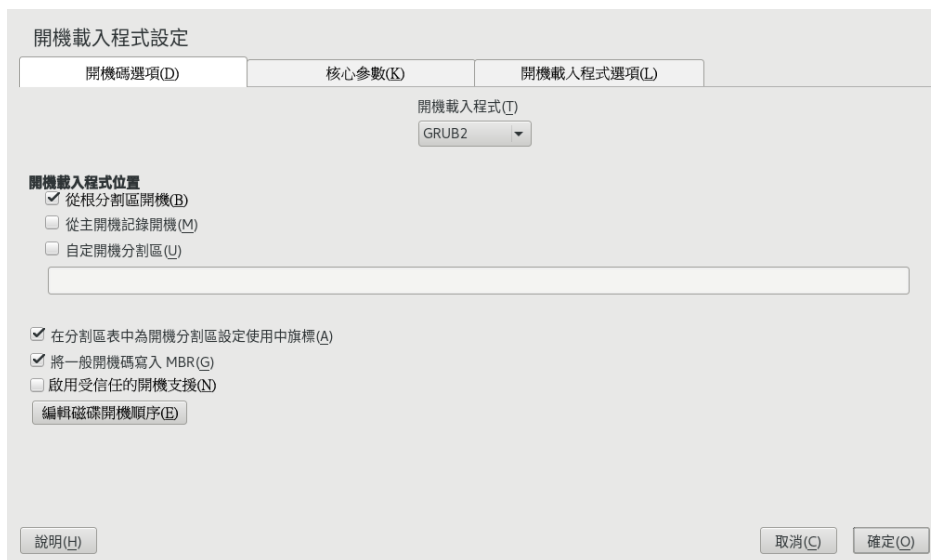 開機載入程式設定
開機碼選項(D)
核心參數(K)
開機載入程式選項(L)
開機載入程式(T)
GRUB2
開機載入程式位置
從根分割區開機(B)
從主開機記錄開機(M)
自定開機分割區(U)
在分割區表中為開機分割區設定使用中旗標(A)
將一般開機碼寫入 MBR(G)
啟用受信任的開機支援(N)
編輯磁碟開機順序(E)
說明(H)
取消(C)
確定(O)